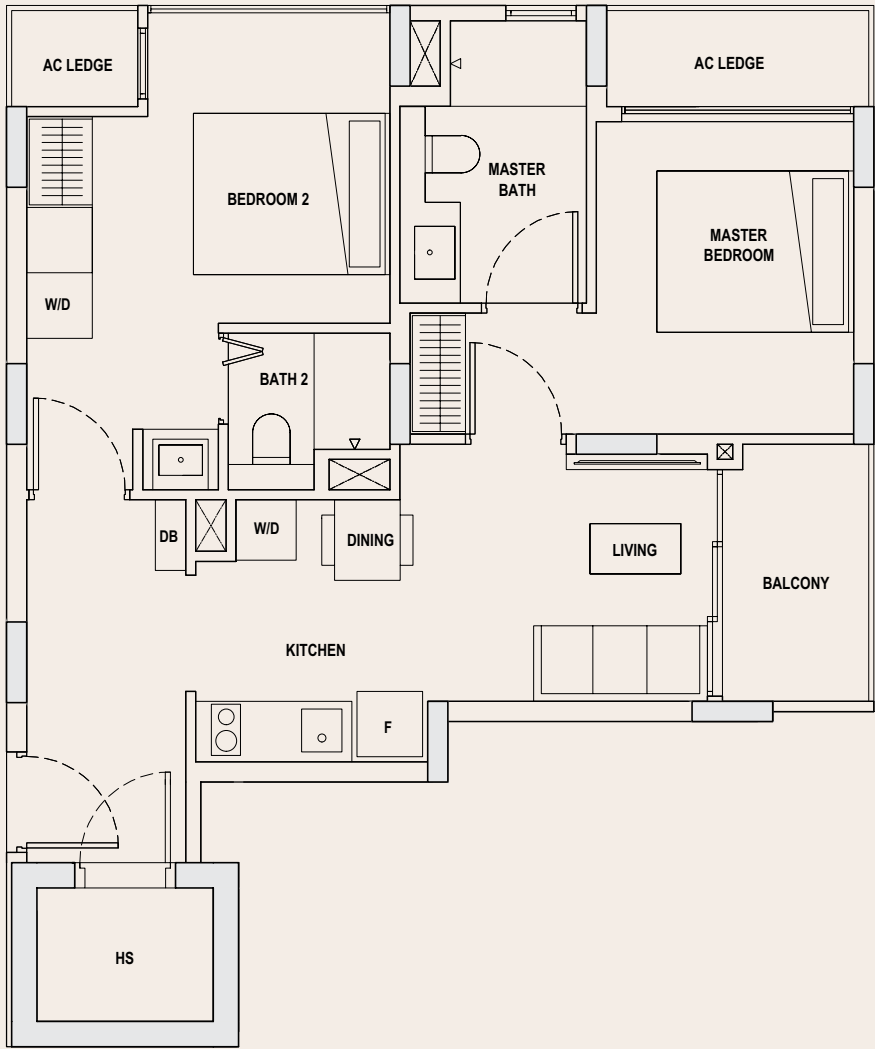 AC LEDGE
AC LEDGE
MASTER
BATH
BEDROOM 2
MASTER
BEDROOM
W/D
BATH 2
DB
W/D
DINING
LIVING
BALCONY
KITCHEN
F
HS